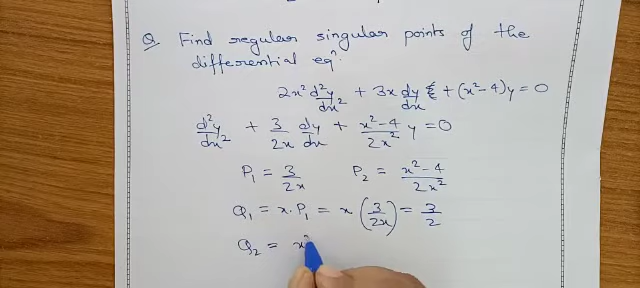 Q Find regular singular points of the
differential eqⁿ.
2x² d²y/dx² + 3x dy/dx + (x²-4)y = 0
d²y/dx² + 3/2x dy/dx + x²-4/2x² y = 0
P₁ = 3/2x P₂ = x²-4/2x²
Q₁ = x.P₁ = x (3/2x) = 3/2
Q₂ = x²